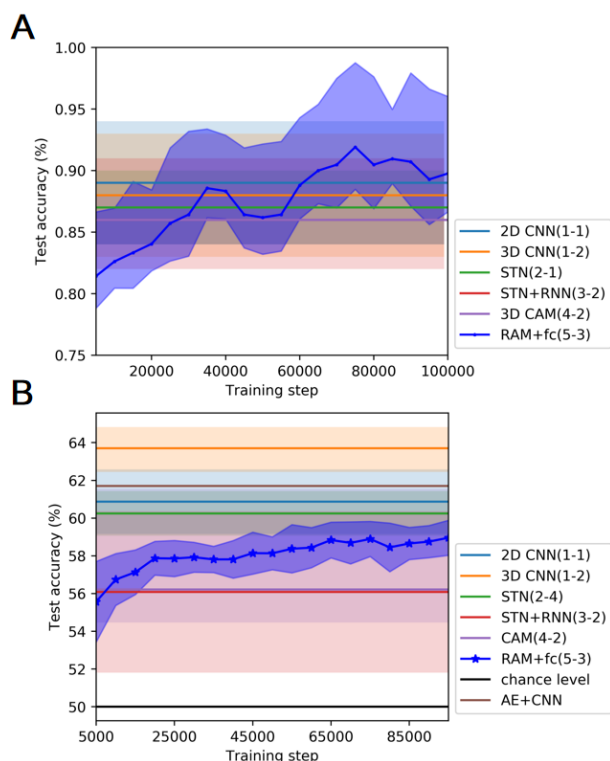 A
Test accuracy (%)
1.00
0.95
0.90
0.85
0.80
0.75
20000 40000 60000 80000 100000
Training step
2D CNN(1-1)
3D CNN(1-2)
STN(2-1)
STN+RNN(3-2)
3D CAM(4-2)
RAM+fc(5-3)
B
Test accuracy (%)
64
62
60
58
56
54
52
50
5000 25000 45000 65000 85000
Training step
2D CNN(1-1)
3D CNN(1-2)
STN(2-4)
STN+RNN(3-2)
CAM(4-2)
RAM+fc(5-3)
chance level
AE+CNN